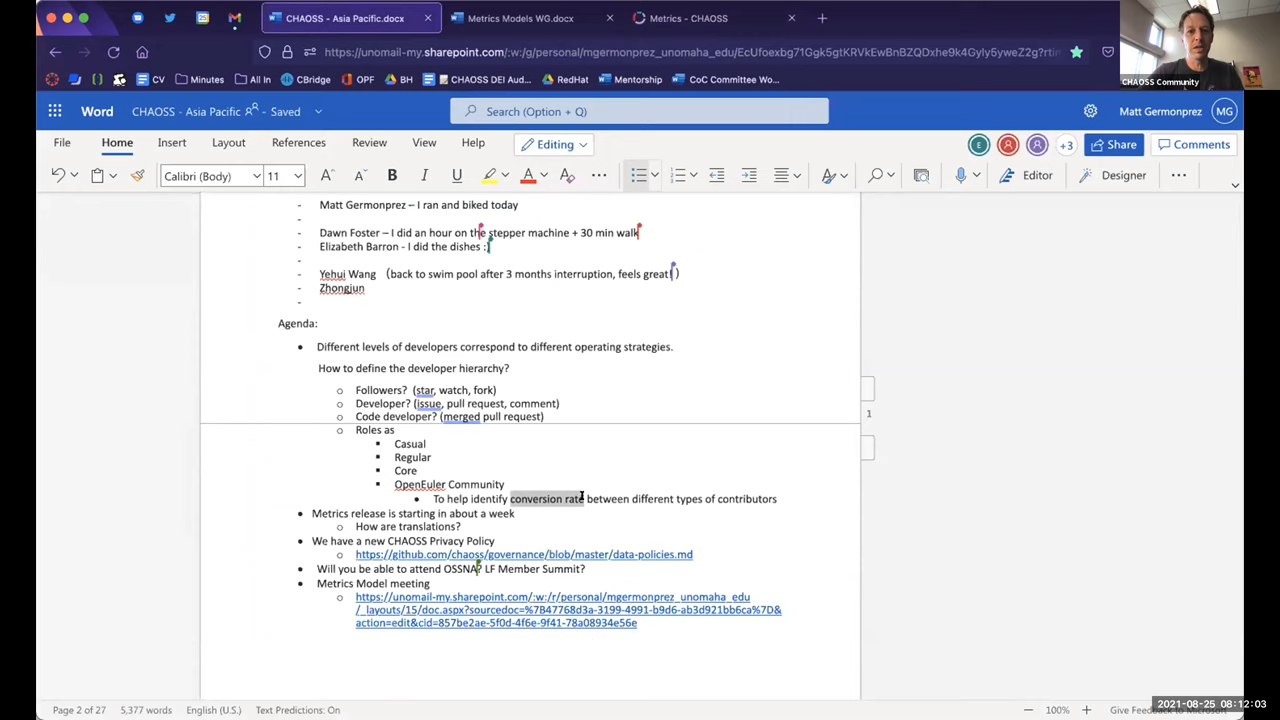 CHAOSS - Asia Pacific.docx
Metrics Models WG.docx
Metrics - CHAOSS
CHAOSS Community
CV
Minutes
All In
CBridge
OPF
BH
CHAOSS DEI Aud...
RedHat
Mentorship
CoC Committee Wo...
Word
CHAOSS - Asia Pacific - Saved
Search (Option + Q)
Matt Germonprez
MG
File
Home
Insert
Layout
References
Review
View
Help
Editing
E
A
A
+3
Share
Comments
Calibri (Body)
11
Editor
Designer
- Matt Germonprez – I ran and biked today
-
- Dawn Foster – I did an hour on the stepper machine + 30 min walk
- Elizabeth Barron - I did the dishes :)
-
- Yehui Wang （back to swim pool after 3 months interruption, feels great! ）
- Zhongjun
-
Agenda:
• Different levels of developers correspond to different operating strategies.
How to define the developer hierarchy?
o Followers? (star, watch, fork)
o Developer? (issue, pull request, comment)
o Code developer? (merged pull request)
o Roles as
▪ Casual
▪ Regular
▪ Core
▪ OpenEuler Community
• To help identify conversion rate between different types of contributors
• Metrics release is starting in about a week
o How are translations?
• We have a new CHAOSS Privacy Policy
o https://github.com/chaoss/governance/blob/master/data-policies.md
• Will you be able to attend OSSNA? LF Member Summit?
• Metrics Model meeting
o https://unomail-my.sharepoint.com/:w:/r/personal/mgermonprez_unomaha_edu
/_layouts/15/doc.aspx?sourcedoc=%7B47768d3a-3199-4991-b9d6-ab3d921bb6ca%7D&
action=edit&cid=857be2ae-5f0d-4f6e-9f41-78a08934e56e
1
Page 2 of 27
5,377 words
English (U.S.)
Text Predictions: On
100%
Give Feedback to Microsoft
2021-08-25 08:12:03